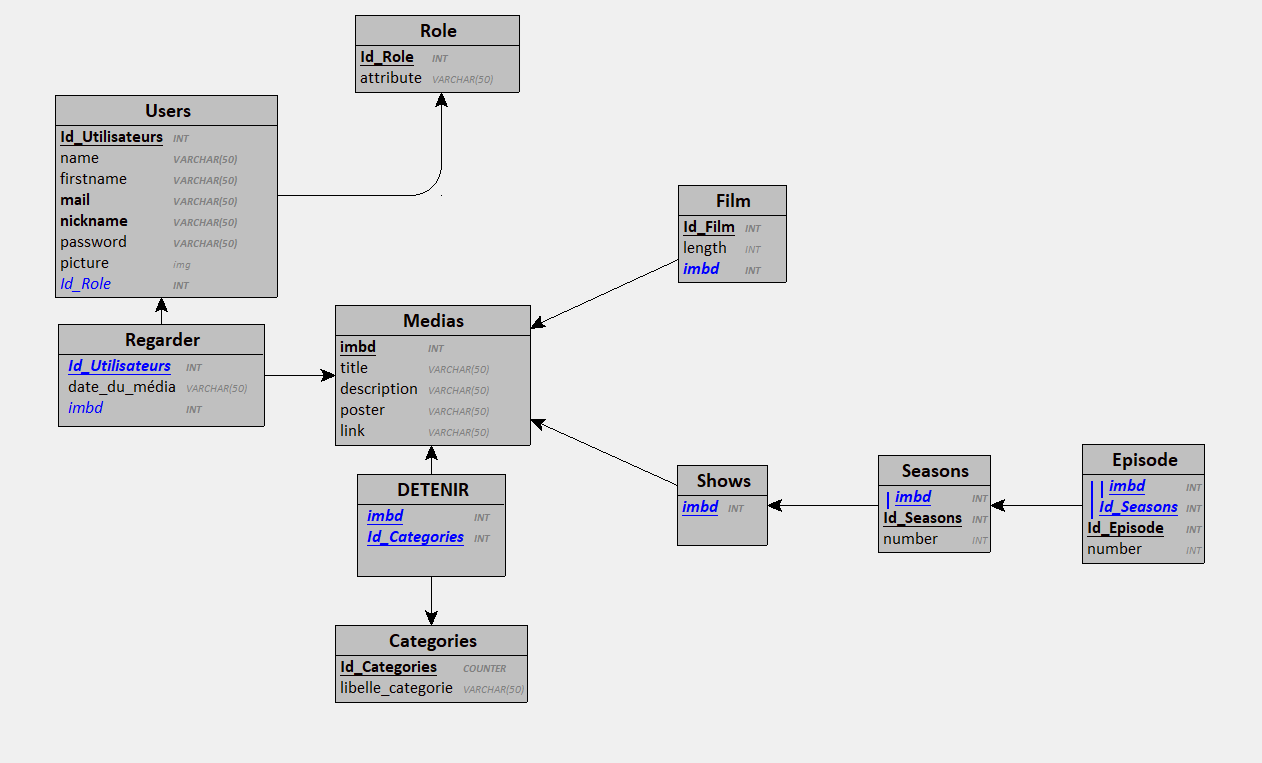 Role
Id_Role INT
attribute VARCHAR(50)
Users
Id_Utilisateurs INT
name VARCHAR(50)
firstname VARCHAR(50)
mail VARCHAR(50)
nickname VARCHAR(50)
password VARCHAR(50)
picture img
Id_Role INT
Film
Id_Film INT
length INT
imbd INT
Regarder
Id_Utilisateurs INT
date_du_média VARCHAR(50)
imbd INT
Medias
imbd INT
title VARCHAR(50)
description VARCHAR(50)
poster VARCHAR(50)
link VARCHAR(50)
Shows
imbd INT
Seasons
imbd INT
Id_Seasons INT
number INT
Episode
imbd INT
Id_Seasons INT
Id_Episode INT
number INT
DETENIR
imbd INT
Id_Categories INT
Categories
Id_Categories COUNTER
libelle_categorie VARCHAR(50)